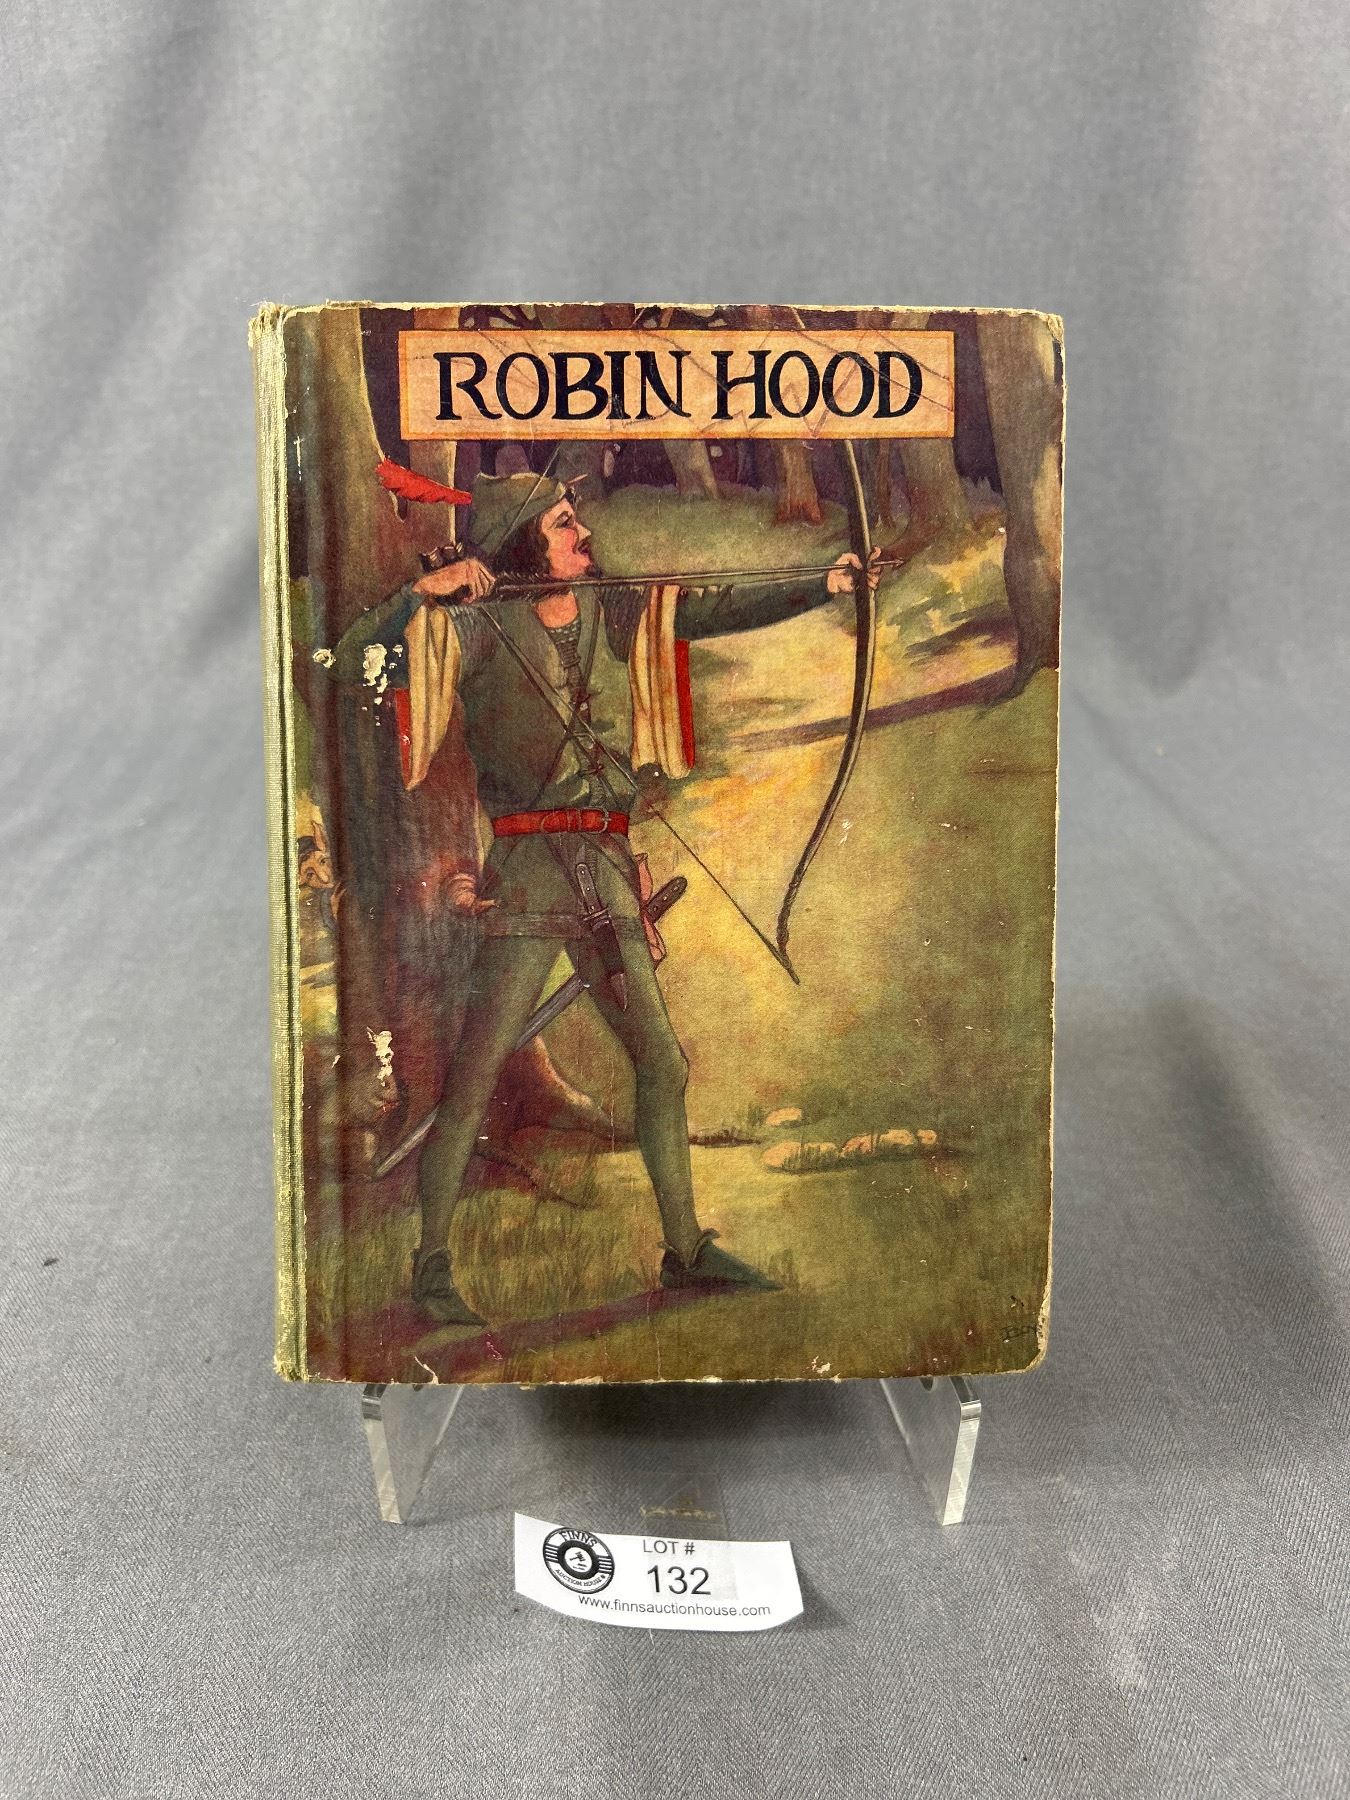 ROBIN HOOD
FINNS
AUCTION HOUSE
LOT #
132
www.finnsauctionhouse.com